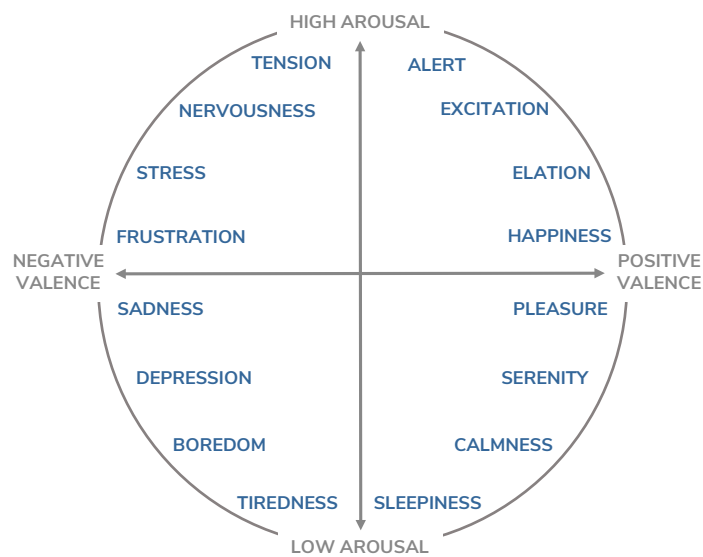 HIGH AROUSAL
TENSION
ALERT
NERVOUSNESS
EXCITATION
STRESS
ELATION
FRUSTRATION
HAPPINESS
NEGATIVE
VALENCE
POSITIVE
VALENCE
SADNESS
PLEASURE
DEPRESSION
SERENITY
BOREDOM
CALMNESS
TIREDNESS
SLEEPINESS
LOW AROUSAL